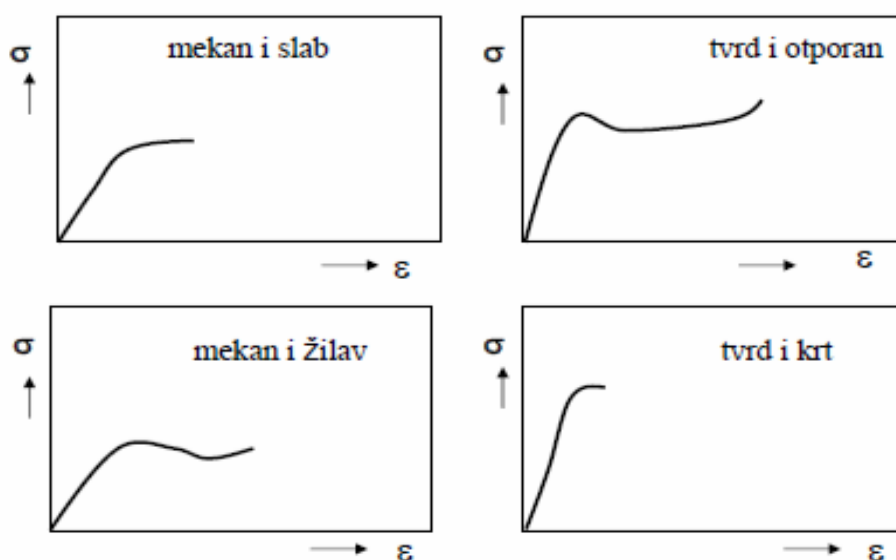 mekan i slab
σ
ε
tvrd i otporan
σ
ε
mekan i žilav
σ
ε
tvrd i krt
σ
ε